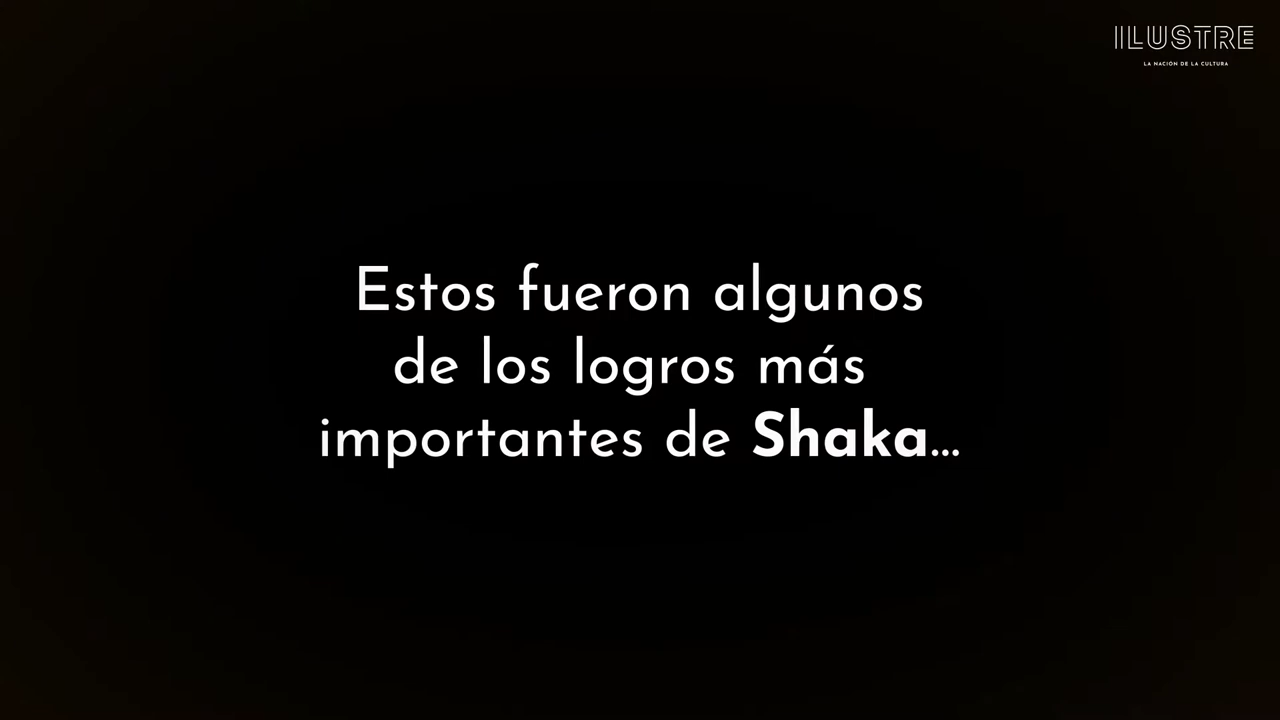 ILUSTRE
LA NACIÓN DE LA CULTURA
Estos fueron algunos
de los logros más
importantes de Shaka...